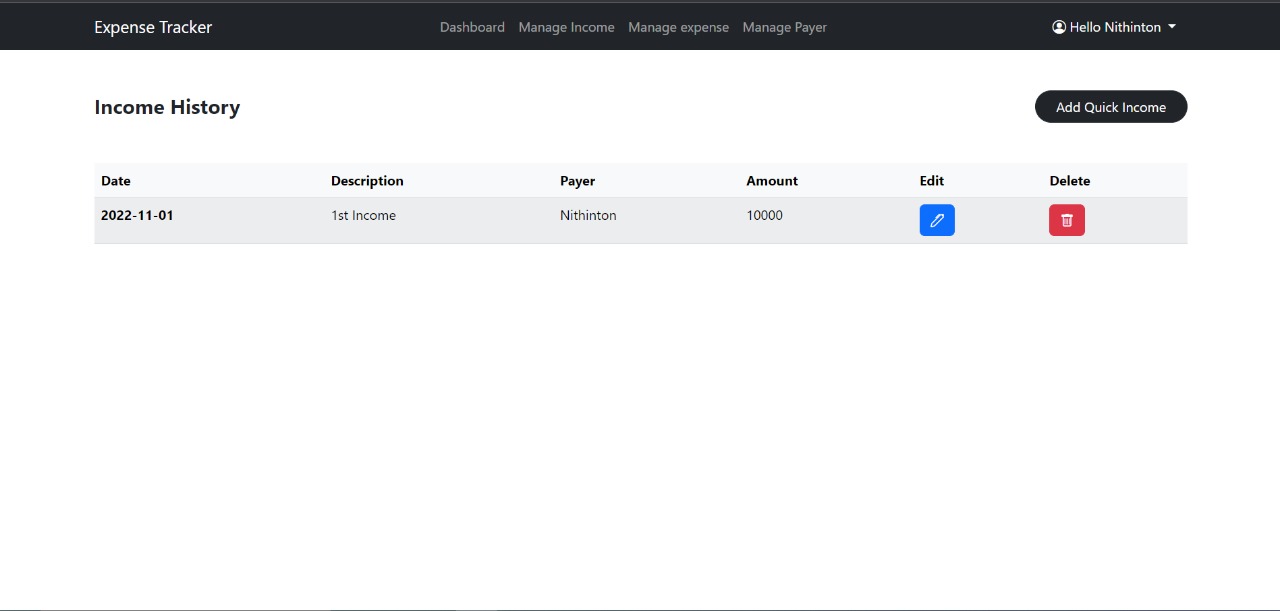 Expense Tracker Dashboard Manage Income Manage expense Manage Payer Hello Nithinton
Income History Add Quick Income
Date Description Payer Amount Edit Delete
2022-11-01 1st Income Nithinton 10000